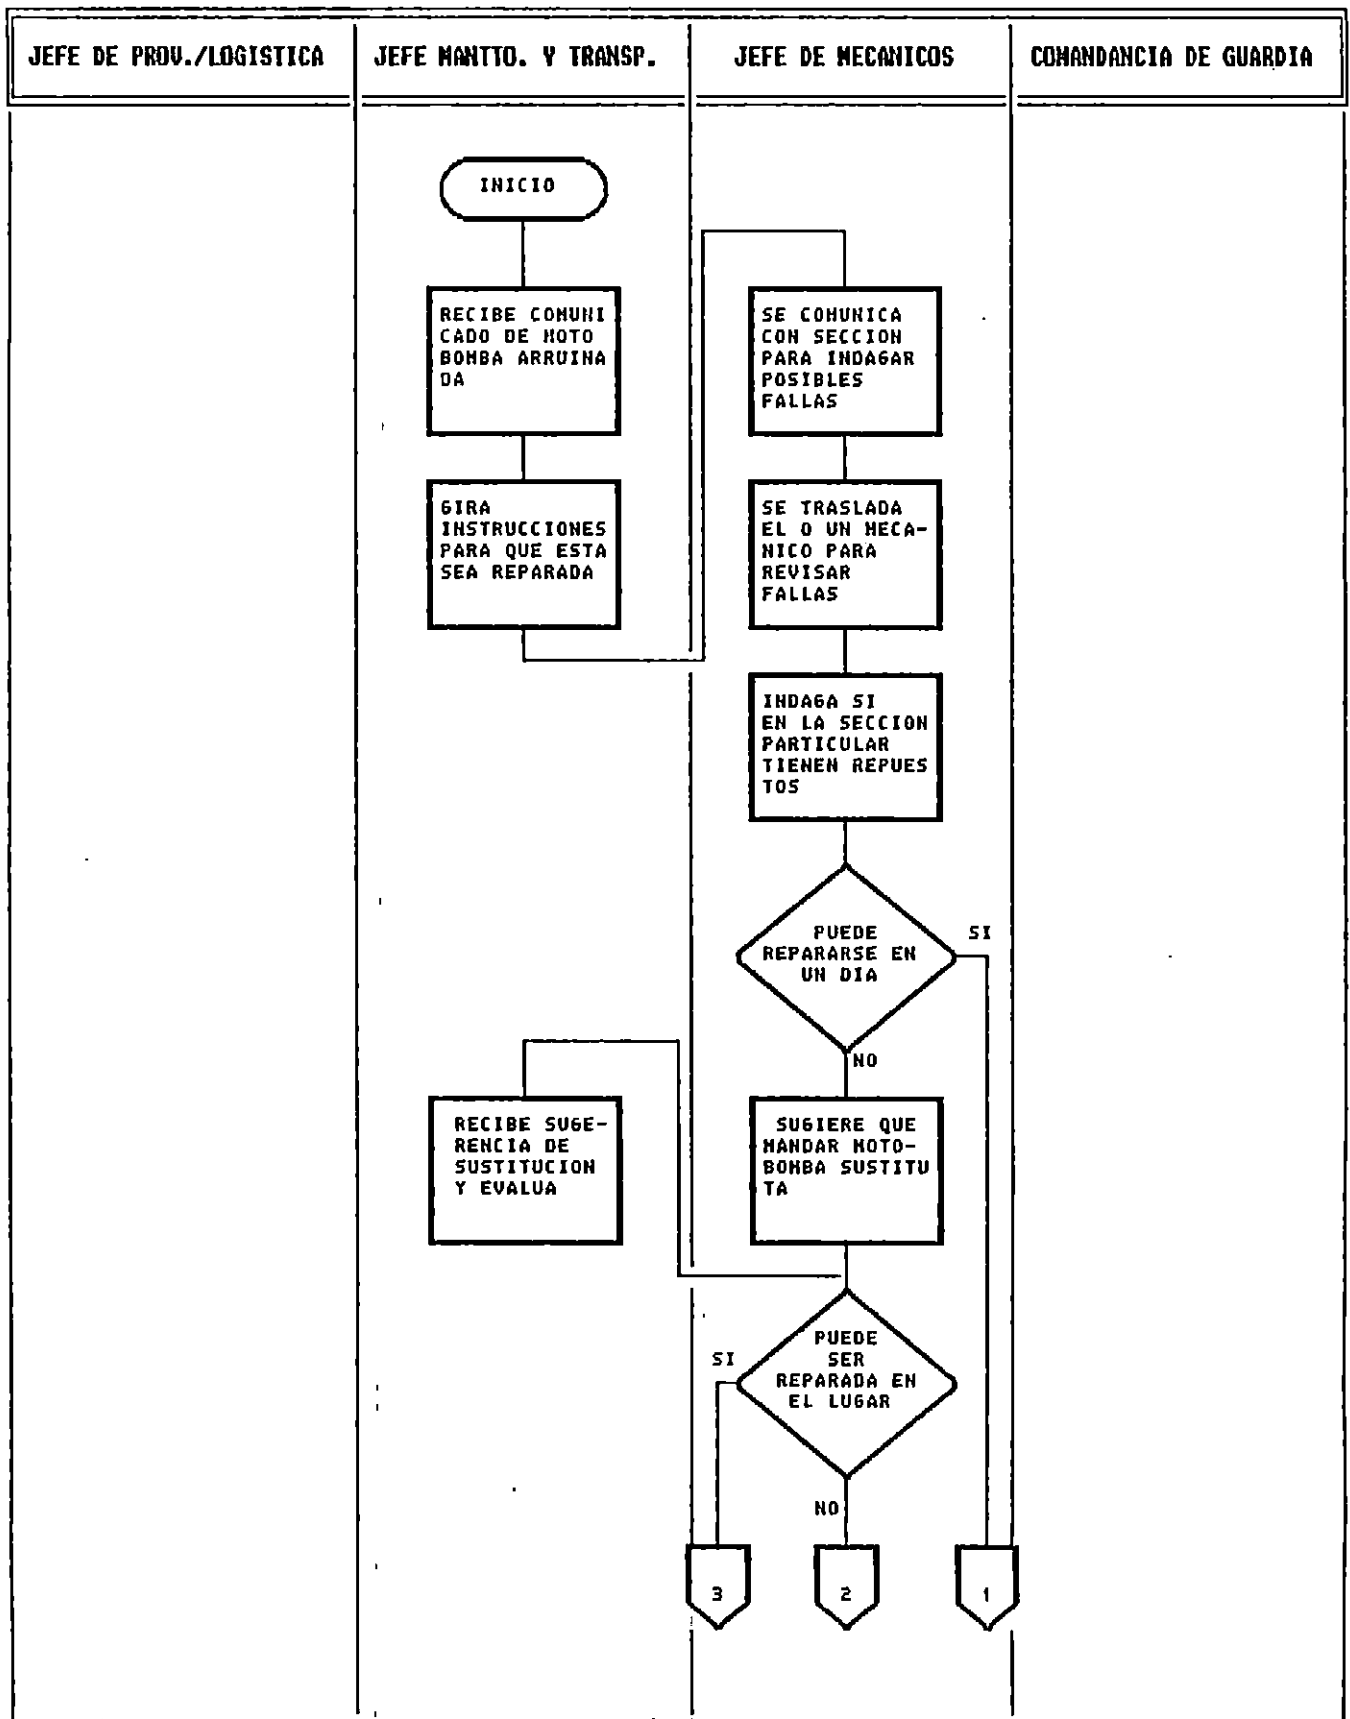 JEFE DE PROV./LOGISTICA
JEFE MANTTO. Y TRANSP.
JEFE DE MECANICOS
COMANDANCIA DE GUARDIA
INICIO
RECIBE COMUNI
CADO DE MOTO
BOMBA ARRUINA
DA
GIRA
INSTRUCCIONES
PARA QUE ESTA
SEA REPARADA
SE COMUNICA
CON SECCION
PARA INDAGAR
POSIBLES
FALLAS
SE TRASLADA
EL O UN MECA-
NICO PARA
REVISAR
FALLAS
INDAGA SI
EN LA SECCION
PARTICULAR
TIENEN REPUES
TOS
PUEDE
REPARARSE EN
UN DIA
SI
NO
SUGIERE QUE
MANDAR MOTO-
BOMBA SUSTITU
TA
RECIBE SUGE-
RENCIA DE
SUSTITUCION
Y EVALUA
PUEDE
SER
REPARADA EN
EL LUGAR
SI
NO
3
2
1